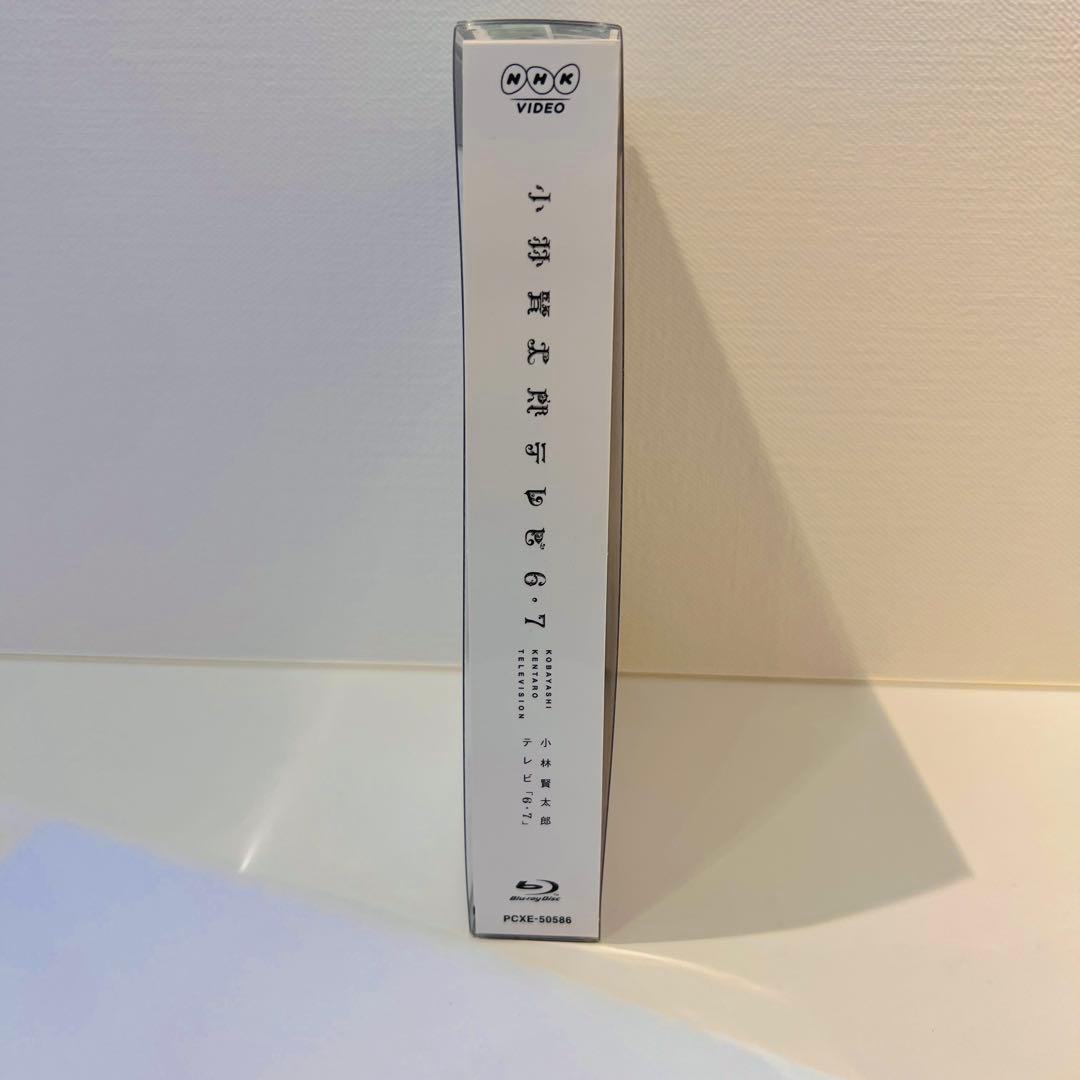 NHK
VIDEO
小林賢太郎テレビ6・7
KOBAYASHI
KENTARO
TELEVISION
小林賢太郎
テレビ「6・7」
Blu-ray Disc
PCXE-50586